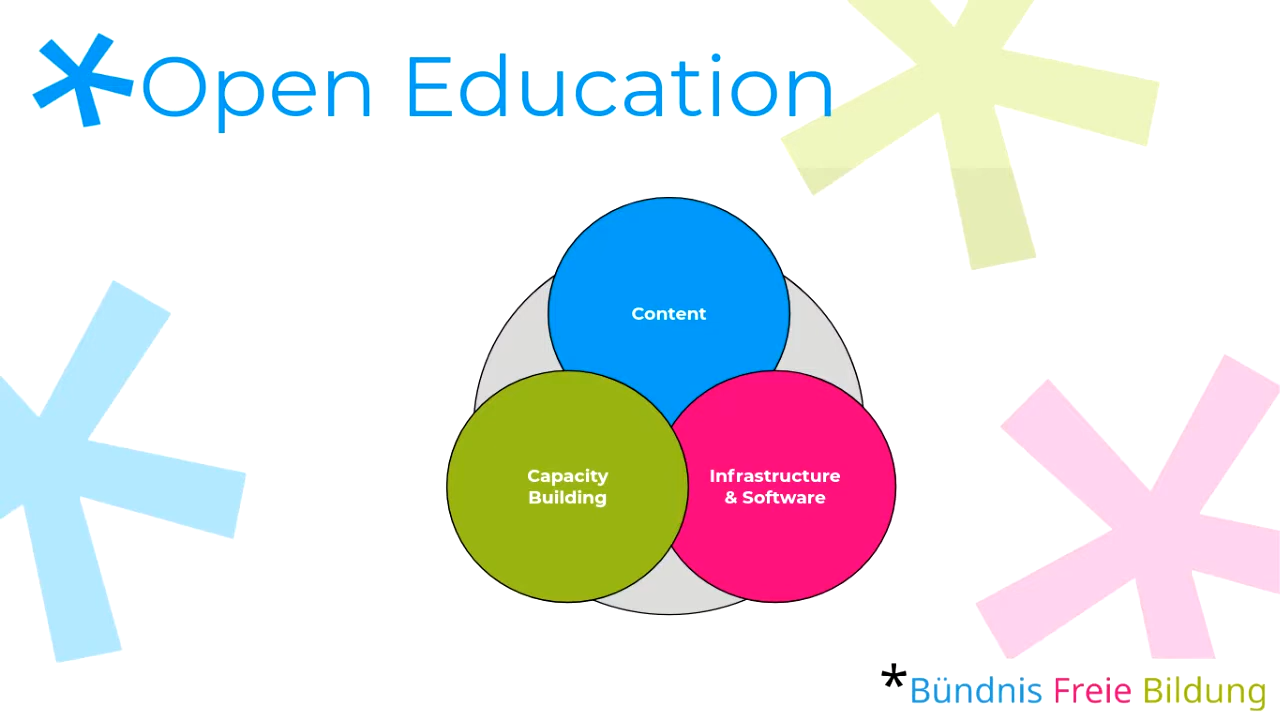 *Open Education
Content
Capacity
Building
Infrastructure
& Software
*Bündnis Freie Bildung